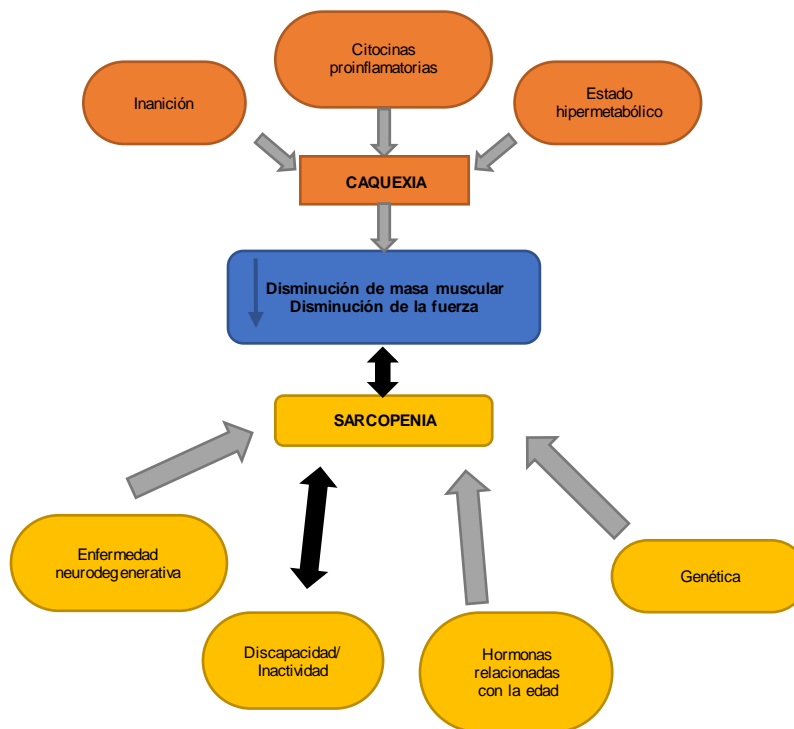 Citocinas
proinflamatorias
Inanición
Estado
hipermetabólico
CAQUEXIA
Disminución de masa muscular
Disminución de la fuerza
SARCOPENIA
Enfermedad
neurodegenerativa
Genética
Discapacidad/
Inactividad
Hormonas
relacionadas
con la edad